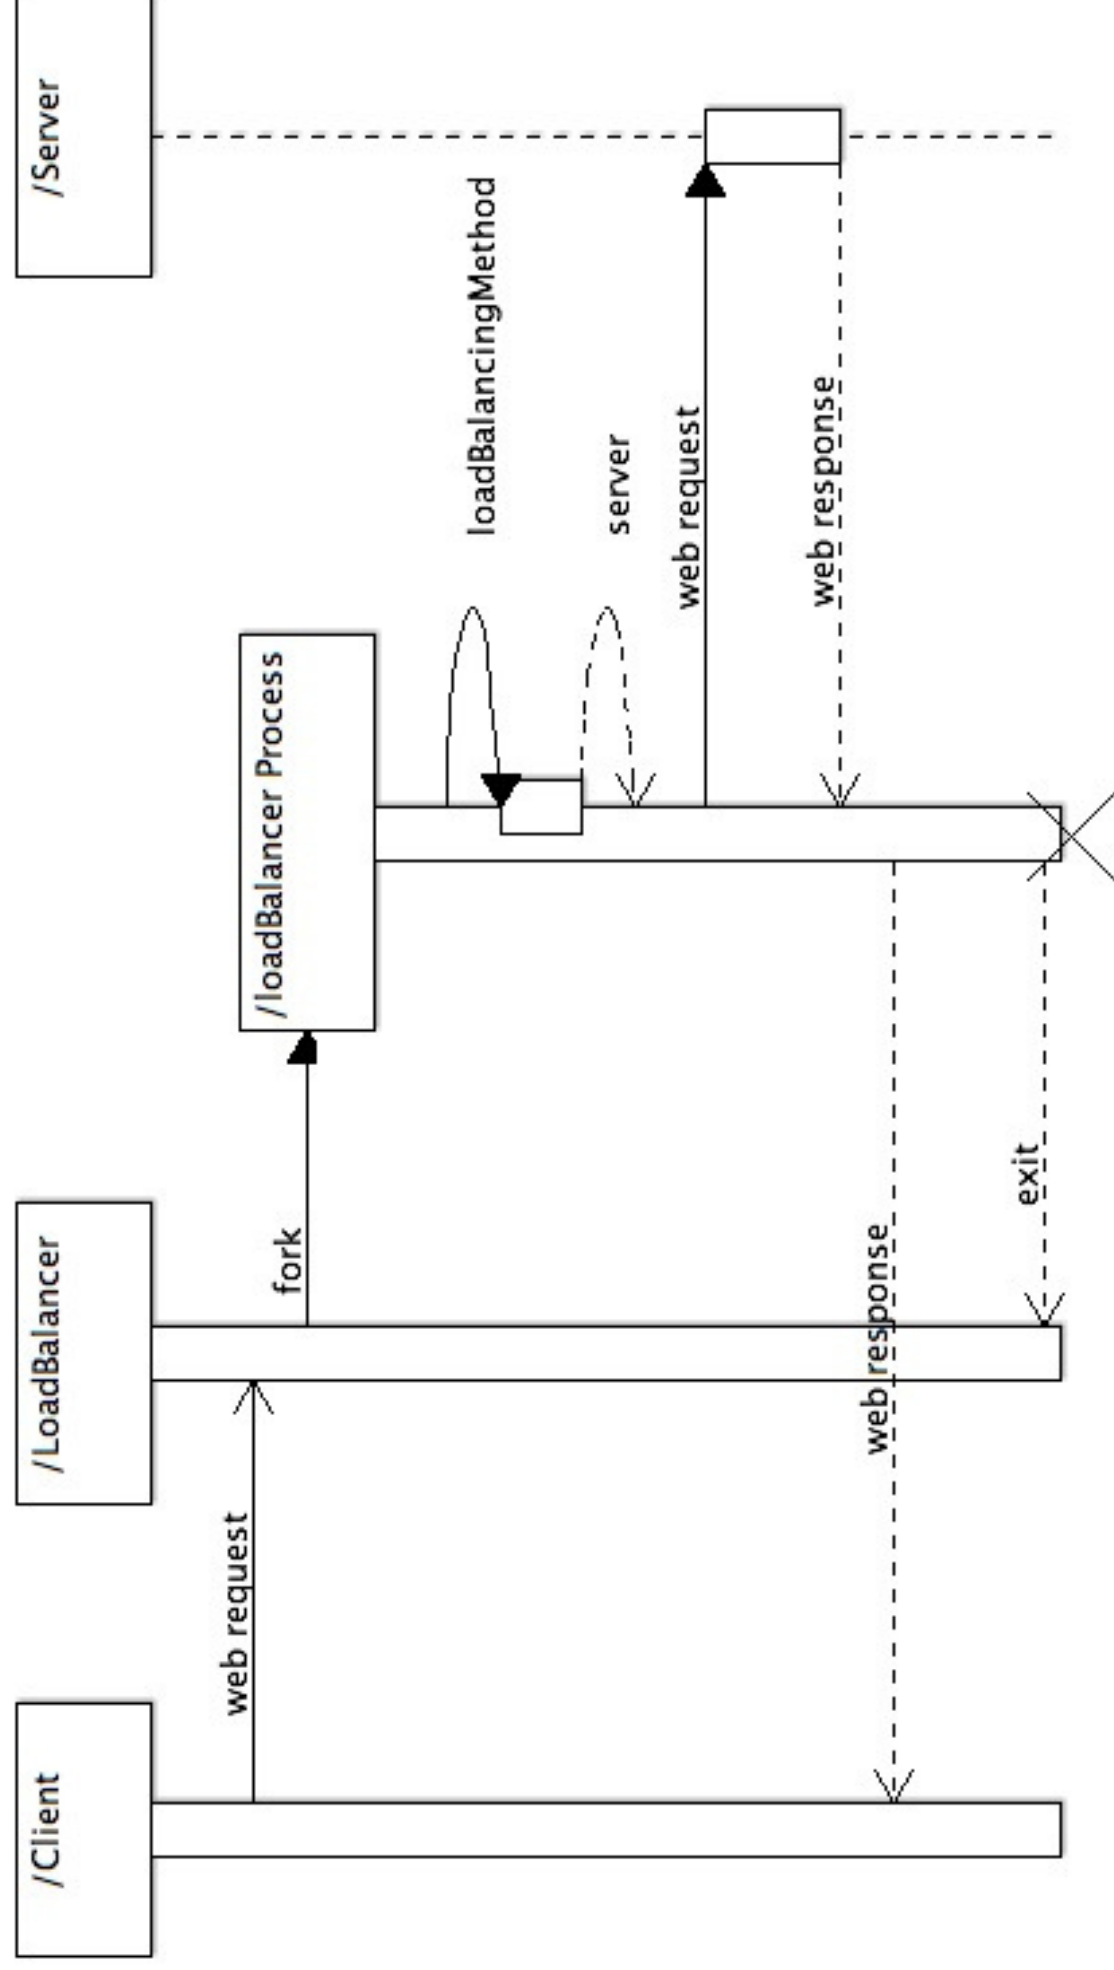 /Client
/LoadBalancer
/Server
web request
fork
/loadBalancer Process
loadBalancingMethod
server
web request
web response
web response
exit